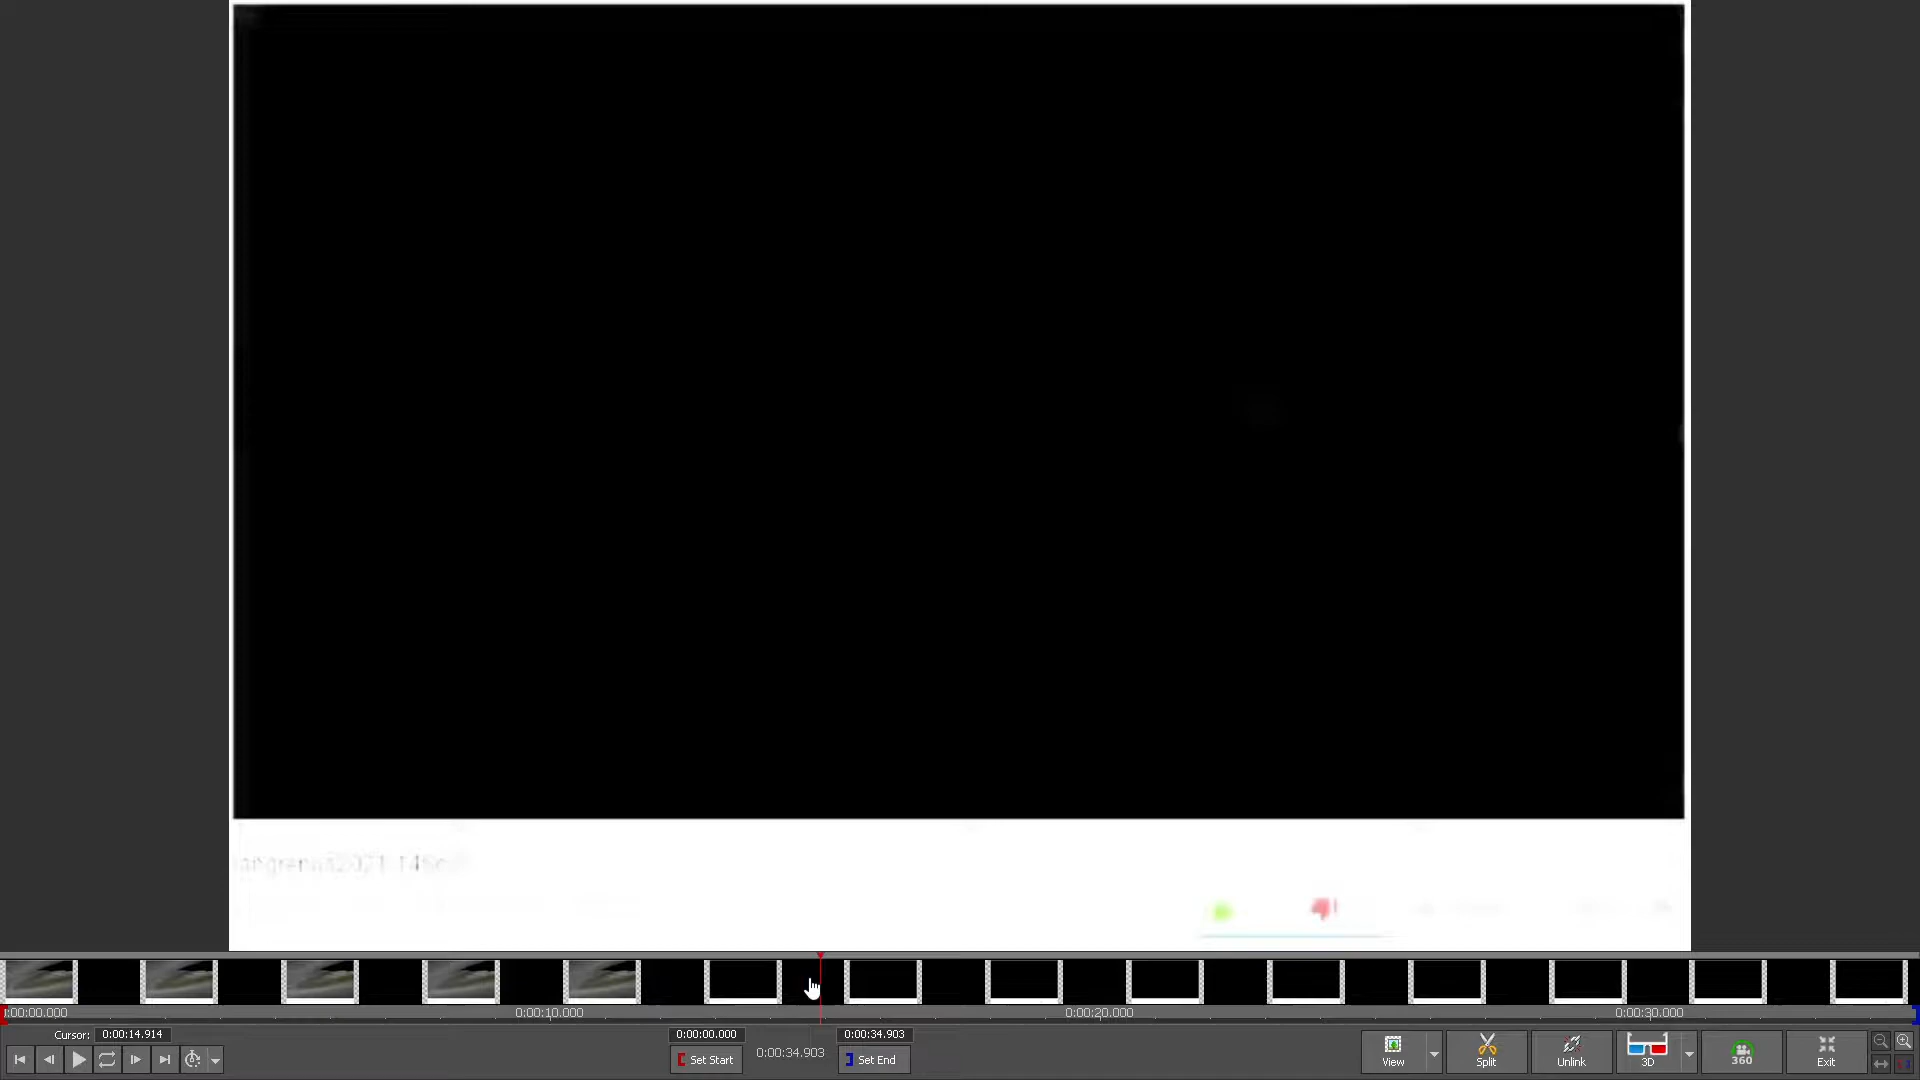 0:00:00.000
0:00:10.000
0:00:20.000
0:00:30.000
Cursor: 0:00:14.914
0:00:00.000
0:00:34.903
0:00:34.903
Set Start
Set End
View
Split
Unlink
3D
360
Exit